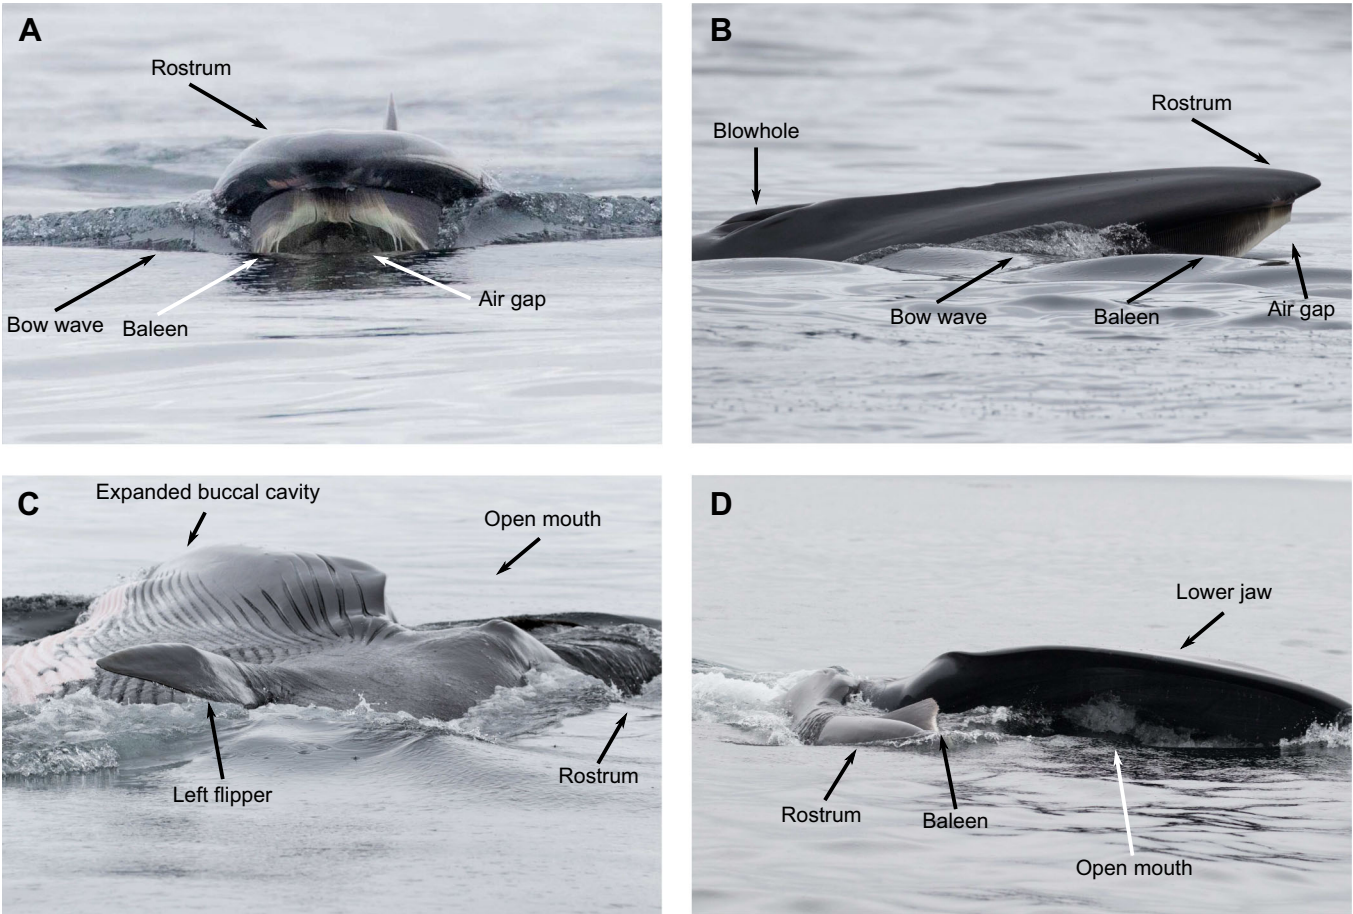 A
Rostrum
Bow wave
Baleen
Air gap
B
Rostrum
Blowhole
Bow wave
Baleen
Air gap
C
Expanded buccal cavity
Open mouth
Rostrum
Left flipper
D
Lower jaw
Rostrum
Baleen
Open mouth